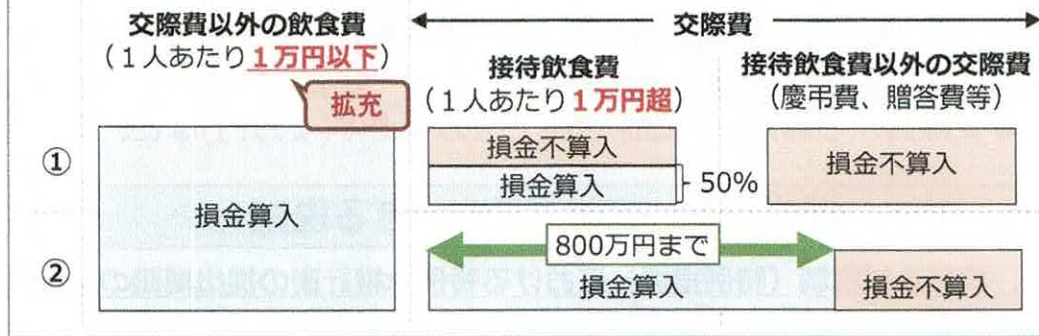 交際費以外の飲食費
（１人あたり１万円以下）
拡充
交際費
接待飲食費
（１人あたり１万円超）
接待飲食費以外の交際費
（慶弔費、贈答費等）
①
損金算入
損金不算入
損金算入
50%
損金不算入
②
800万円まで
損金算入
損金不算入